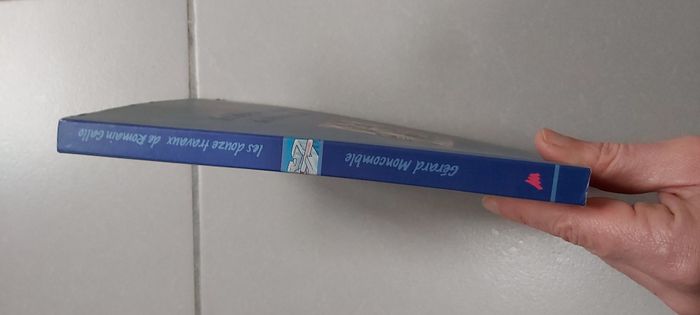 Gérard Moncomble
les douze travaux de Romain Gallo